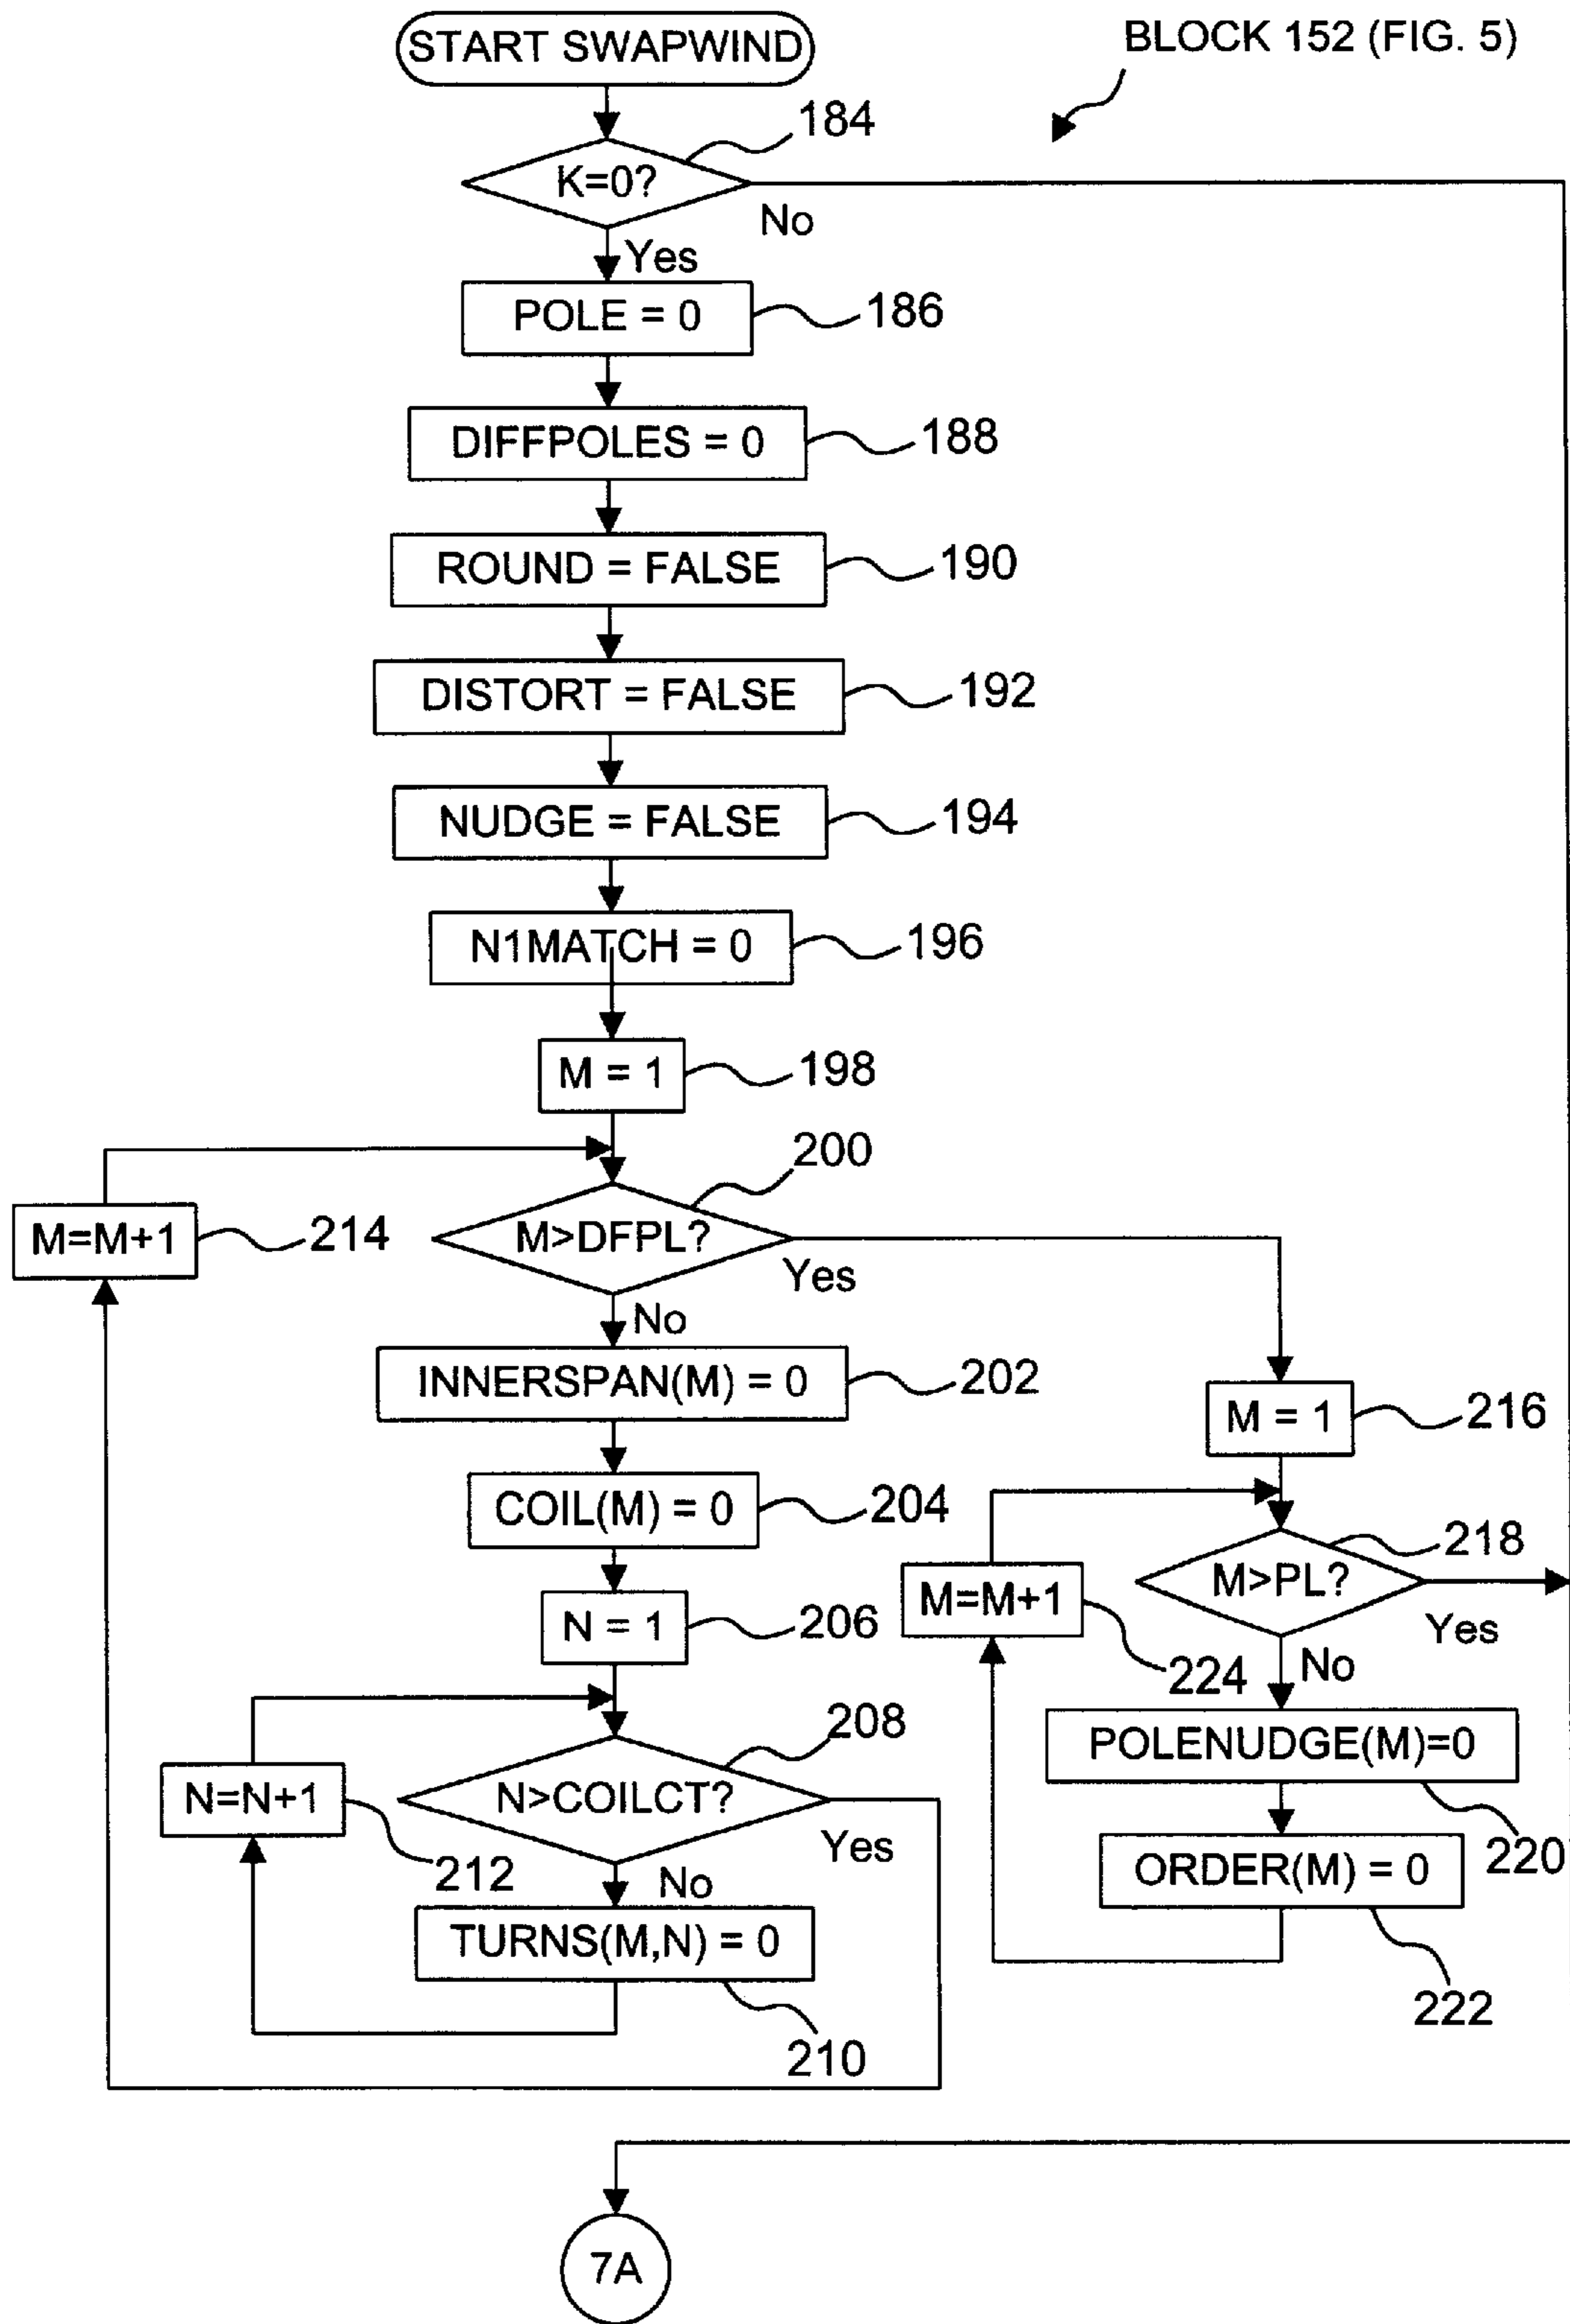 START SWAPWIND
BLOCK 152 (FIG. 5)
184
K=0?
No
Yes
POLE = 0
186
DIFFPOLES = 0
188
ROUND = FALSE
190
DISTORT = FALSE
192
NUDGE = FALSE
194
N1MATCH = 0
196
M = 1
198
200
M>DFPL?
Yes
M=M+1
214
No
INNERSPAN(M) = 0
202
M = 1
216
COIL(M) = 0
204
218
M>PL?
Yes
M=M+1
224
No
N = 1
206
208
N>COILCT?
Yes
N=N+1
212
No
POLENUDGE(M)=0
220
ORDER(M) = 0
222
TURNS(M,N) = 0
210
7A